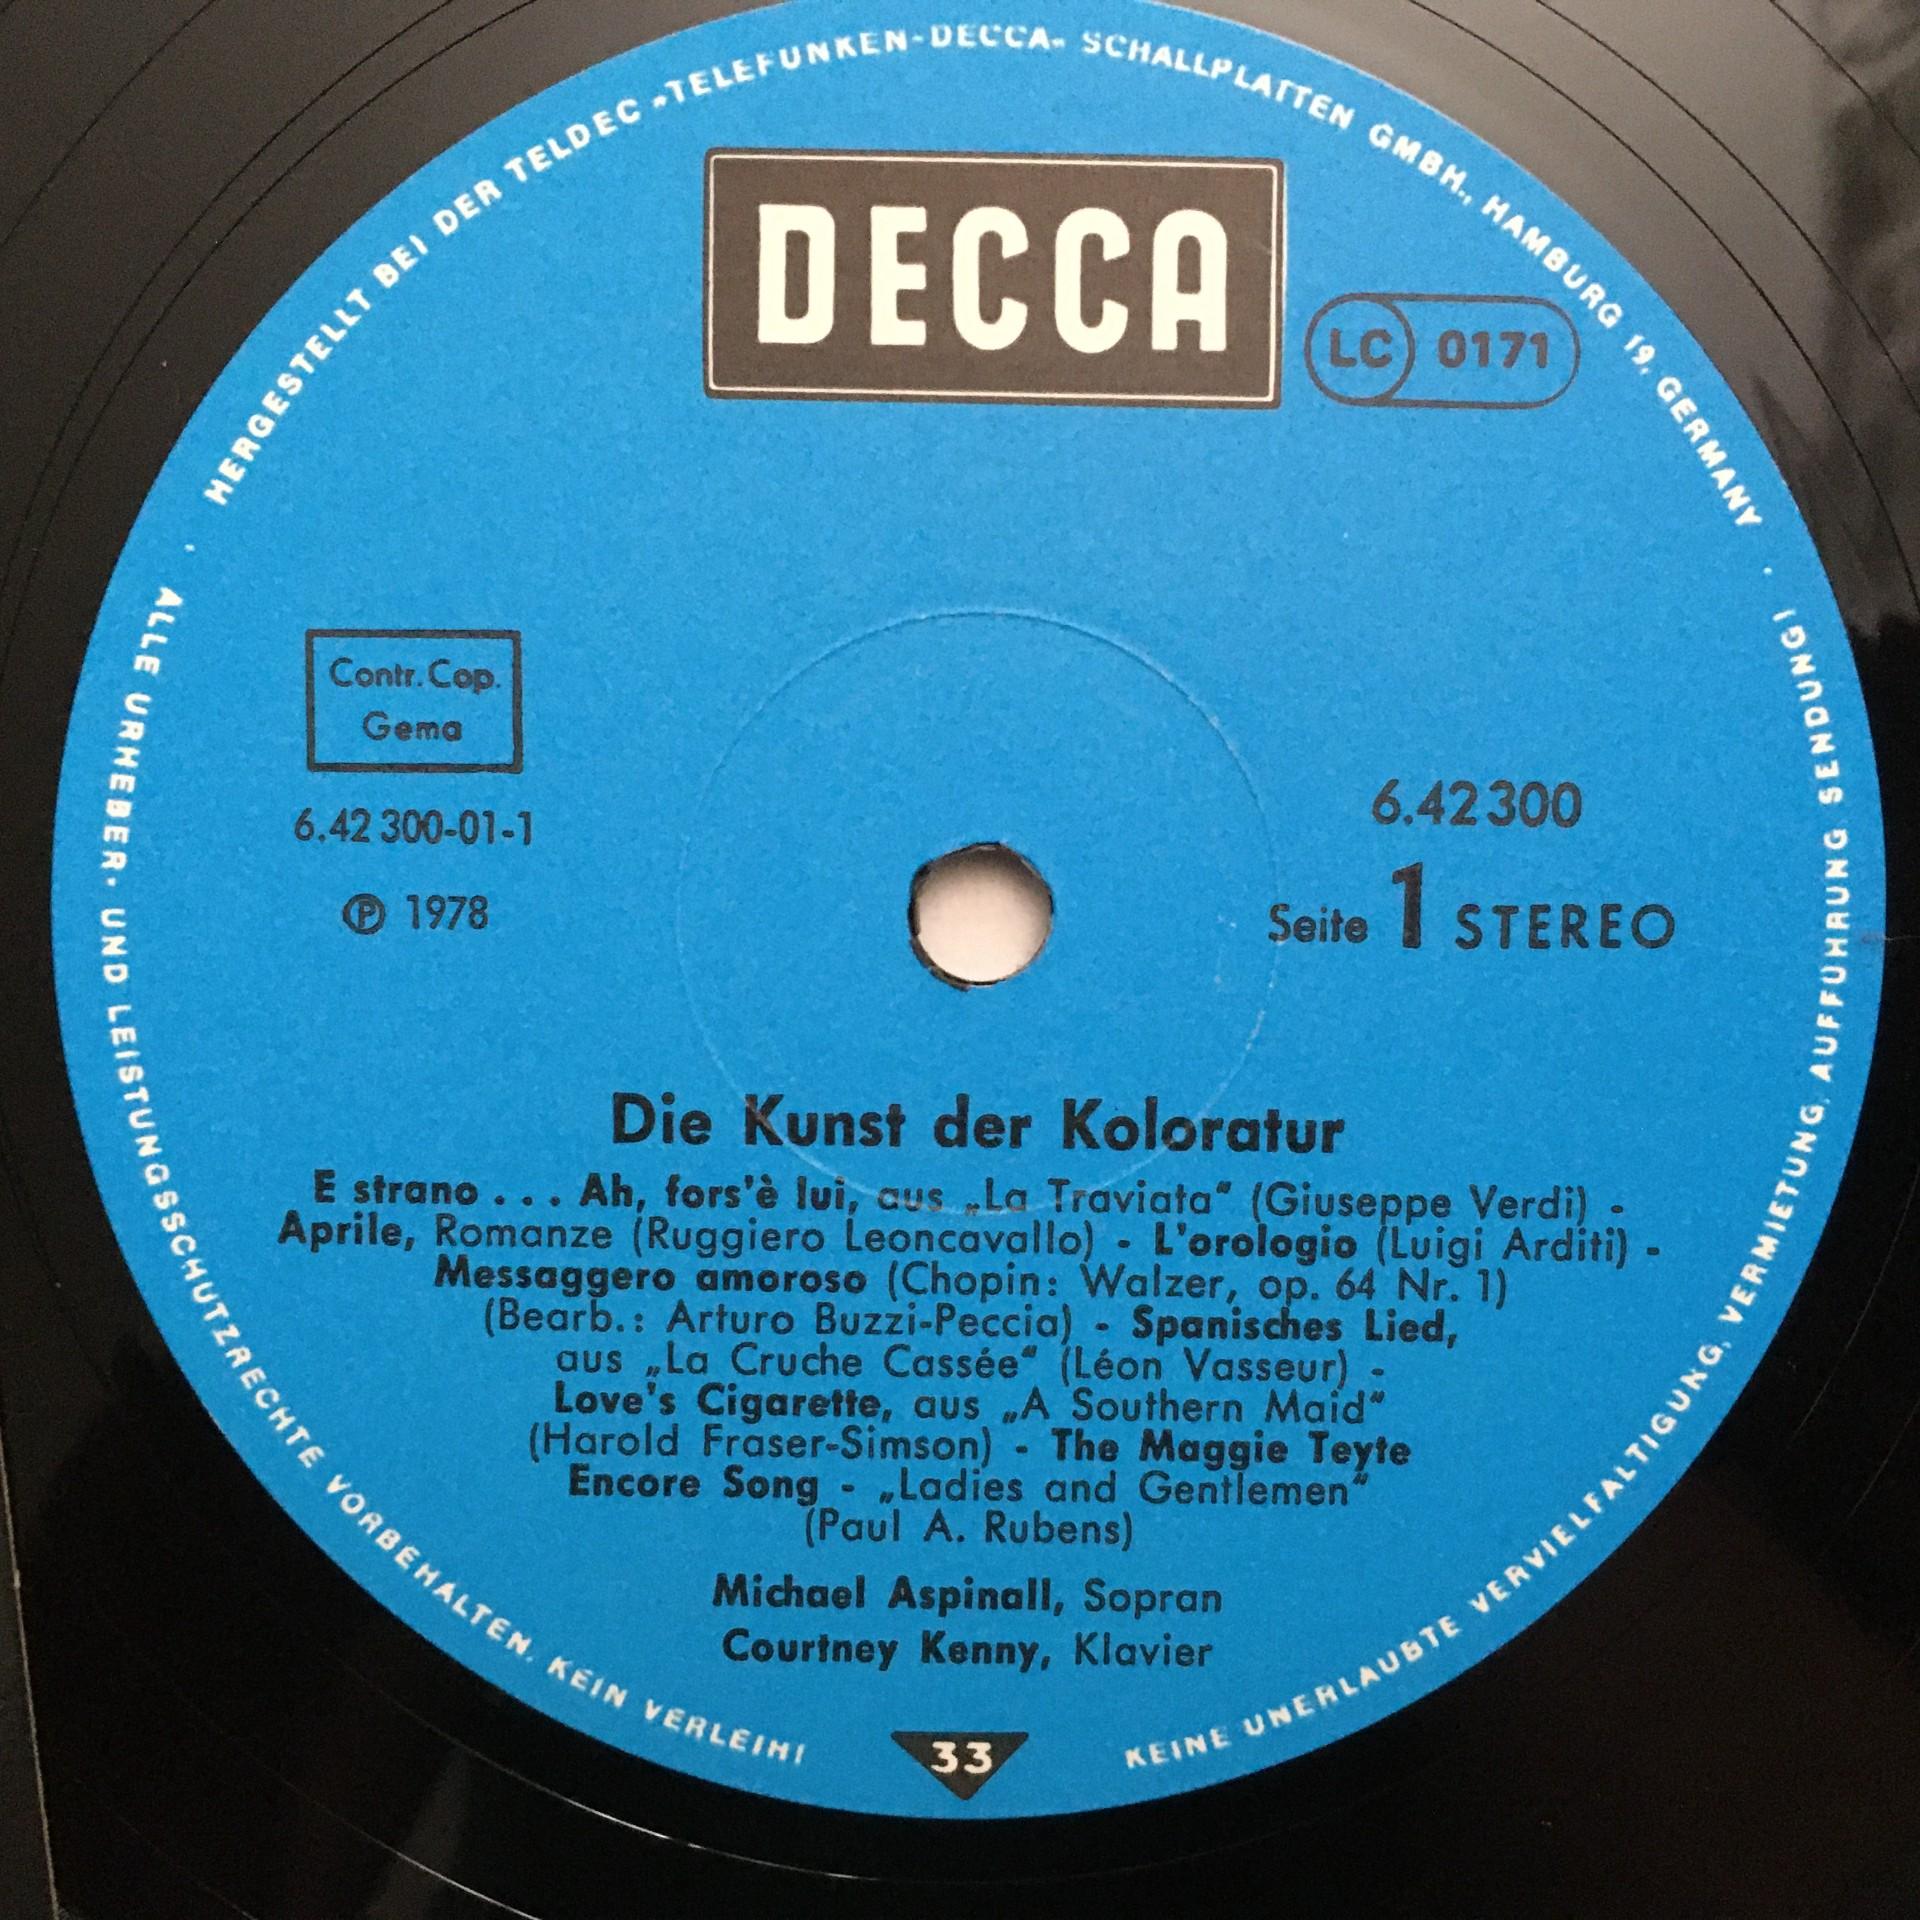 HERGESTELLT BEI DER TELDEC „TELEFUNKEN-DECCA“ SCHALLPLATTEN GMBH., HAMBURG 19, GERMANY ·
DECCA
LC 0171
Contr. Cop.
Gema
6.42 300-01-1
Ⓟ 1978
6.42 300
Seite 1 STEREO
Die Kunst der Koloratur
E strano . . . Ah, fors'è lui, aus „La Traviata“ (Giuseppe Verdi) -
Aprile, Romanze (Ruggiero Leoncavallo) - L'orologio (Luigi Arditi) -
Messaggero amoroso (Chopin: Walzer, op. 64 Nr. 1)
(Bearb.: Arturo Buzzi-Peccia) - Spanisches Lied,
aus „La Cruche Cassée“ (Léon Vasseur) -
Love's Cigarette, aus „A Southern Maid“
(Harold Fraser-Simson) - The Maggie Teyte
Encore Song - „Ladies and Gentlemen“
(Paul A. Rubens)
Michael Aspinall, Sopran
Courtney Kenny, Klavier
33
· ALLE URHEBER- UND LEISTUNGSSCHUTZRECHTE VORBEHALTEN. KEIN VERLEIH!
KEINE UNERLAUBTE VERVIELFALTIGUNG, VERMIETUNG, AUFFUHRUNG SENDUNG!